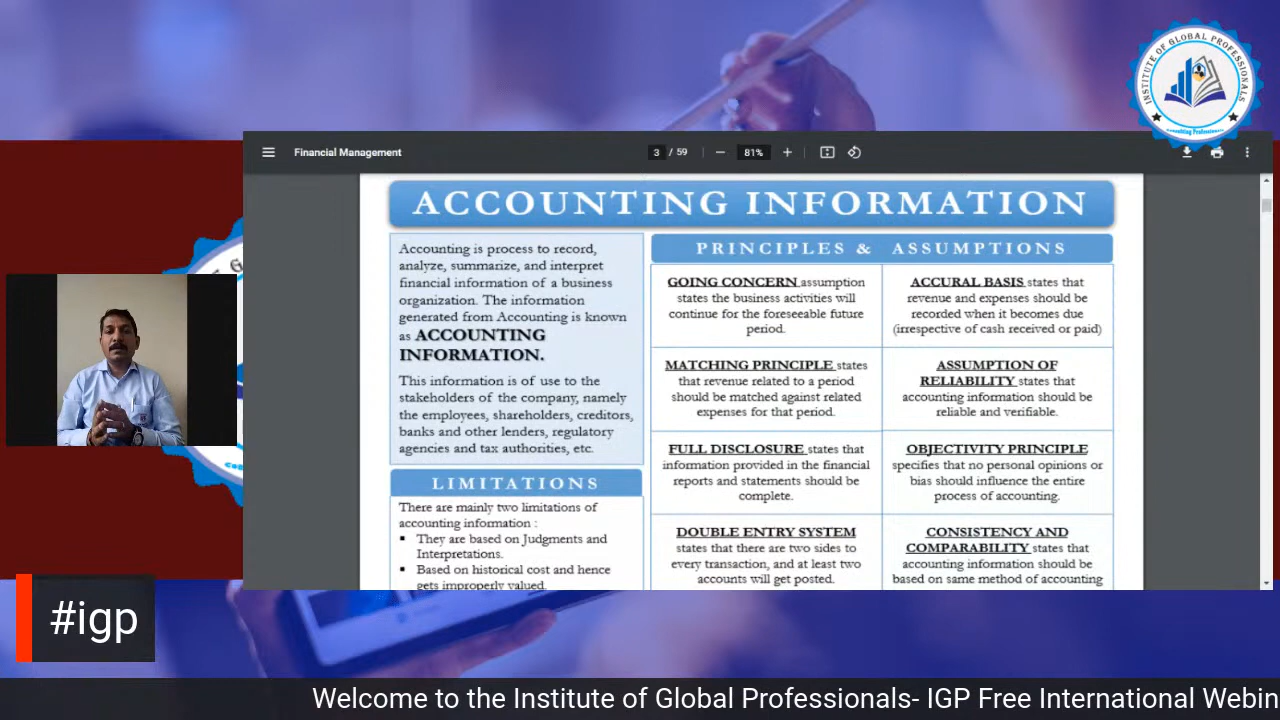 INSTITUTE OF GLOBAL PROFESSIONALS
Accounting Professionals
Financial Management
3 / 59
81%
ACCOUNTING INFORMATION
Accounting is process to record,
analyze, summarize, and interpret
financial information of a business
organization. The information
generated from Accounting is known
as ACCOUNTING
INFORMATION.
This information is of use to the
stakeholders of the company, namely
the employees, shareholders, creditors,
banks and other lenders, regulatory
agencies and tax authorities, etc.
LIMITATIONS
There are mainly two limitations of
accounting information :
▪ They are based on Judgments and
Interpretations.
▪ Based on historical cost and hence
gets improperly valued.
PRINCIPLES & ASSUMPTIONS
GOING CONCERN assumption
states the business activities will
continue for the foreseeable future
period.
ACCURAL BASIS states that
revenue and expenses should be
recorded when it becomes due
(irrespective of cash received or paid)
MATCHING PRINCIPLE states
that revenue related to a period
should be matched against related
expenses for that period.
ASSUMPTION OF
RELIABILITY states that
accounting information should be
reliable and verifiable.
FULL DISCLOSURE states that
information provided in the financial
reports and statements should be
complete.
OBJECTIVITY PRINCIPLE
specifies that no personal opinions or
bias should influence the entire
process of accounting.
DOUBLE ENTRY SYSTEM
states that there are two sides to
every transaction, and at least two
accounts will get posted.
CONSISTENCY AND
COMPARABILITY states that
accounting information should be
based on same method of accounting
#igp
Welcome to the Institute of Global Professionals- IGP Free International Webin